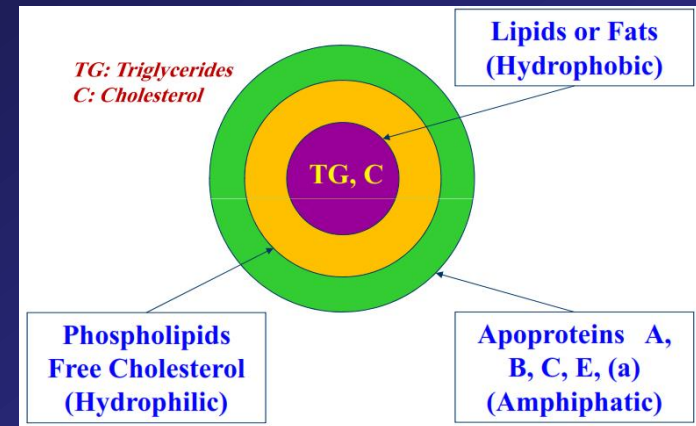 Lipids or Fats
(Hydrophobic)
TG: Triglycerides
C: Cholesterol
TG, C
Phospholipids
Free Cholesterol
(Hydrophilic)
Apoproteins A,
B, C, E, (a)
(Amphiphatic)